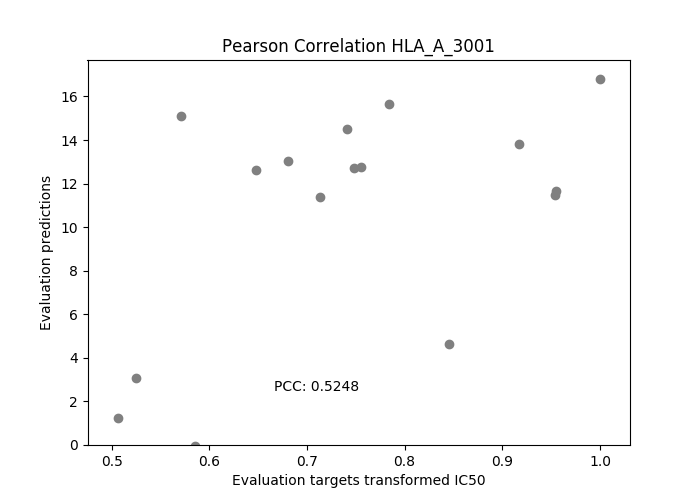 Pearson Correlation HLA_A_3001
16
14
12
10
8
6
4
2
0
Evaluation predictions
PCC: 0.5248
0.5 0.6 0.7 0.8 0.9 1.0
Evaluation targets transformed IC50